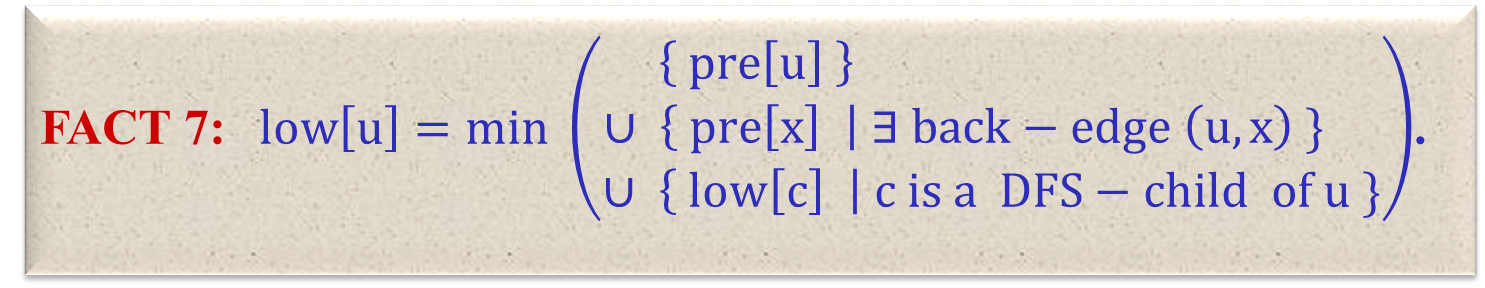 { pre[u] }
FACT 7: low[u] = min ( ∪ { pre[x] | ∃ back − edge (u, x) } ).
∪ { low[c] | c is a DFS − child of u }